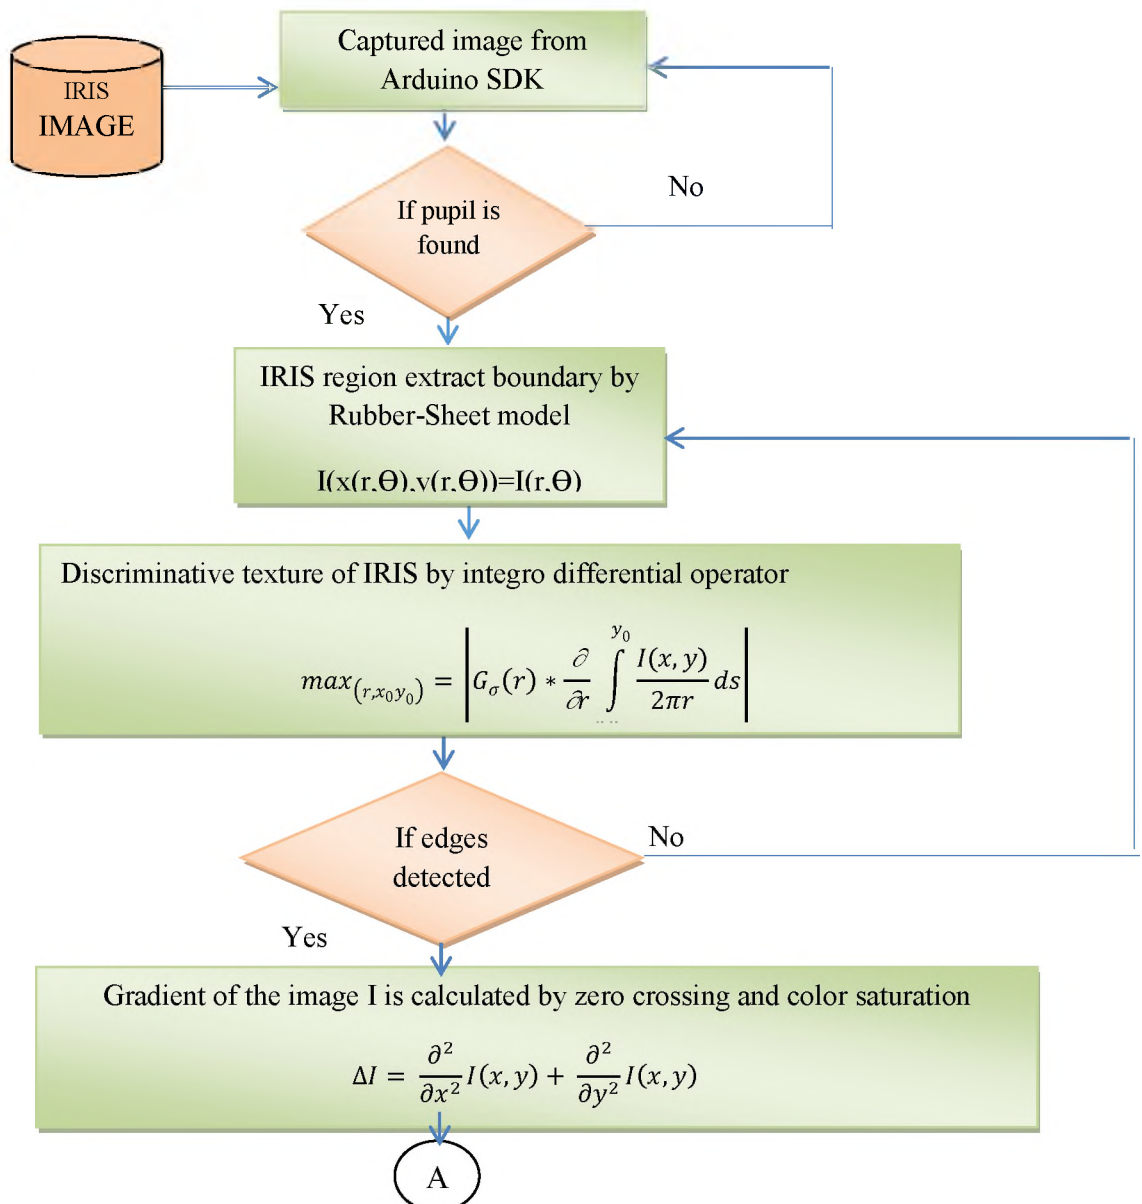 Captured image from
Arduino SDK
IRIS
IMAGE
No
If pupil is
found
Yes
IRIS region extract boundary by
Rubber-Sheet model
I(x(r,Θ),y(r,Θ))=I(r,Θ)
Discriminative texture of IRIS by integro differential operator
max_(r,x₀y₀) = |G_σ(r) * ∂/∂r ∫^y₀ I(x, y)/2πr ds|
If edges
detected
No
Yes
Gradient of the image I is calculated by zero crossing and color saturation
ΔI = ∂²/∂x² I(x, y) + ∂²/∂y² I(x, y)
A